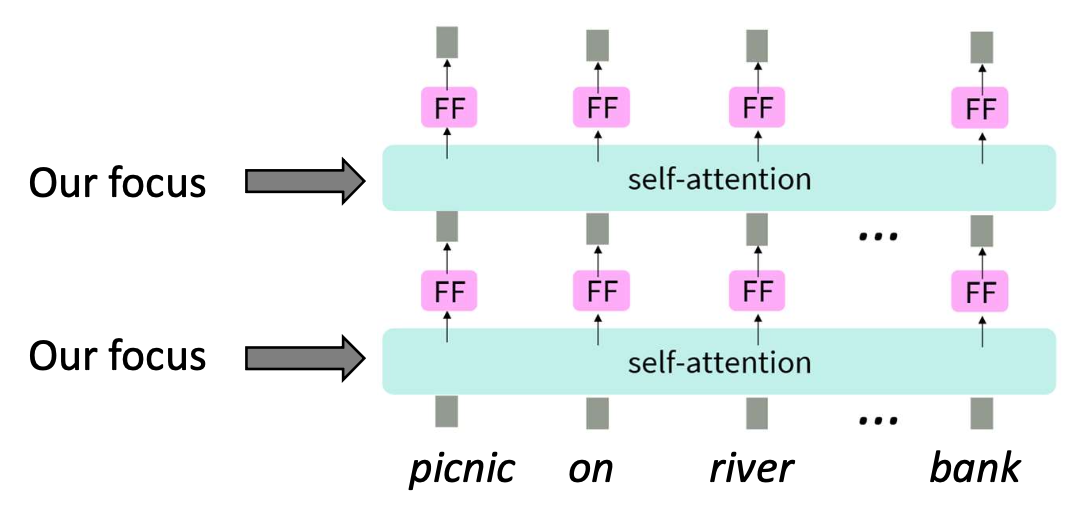 FF FF FF FF
Our focus self-attention
...
FF FF FF FF
Our focus self-attention
...
picnic on river bank